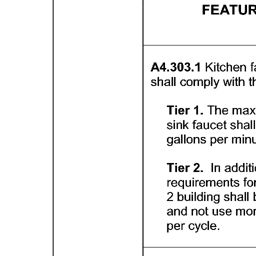 FEATUR
A4.303.1 Kitchen fa
shall comply with th
Tier 1. The max
sink faucet shall
gallons per minu
Tier 2. In additi
requirements for
2 building shall b
and not use mor
per cycle.